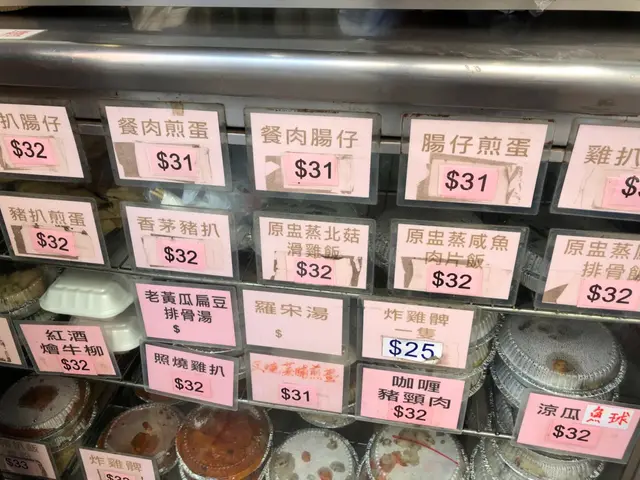 扒腸仔
$32
餐肉煎蛋
$31
餐肉腸仔
$31
腸仔煎蛋
$31
雞扒
豬扒煎蛋
$32
香茅豬扒
$32
原盅蒸北菇
滑雞飯
$32
原盅蒸咸魚
肉片飯
$32
原盅蒸
排骨
$32
老黃瓜扁豆
排骨湯
$
羅宋湯
$
炸雞髀
一隻
$25
紅酒
燴牛柳
$32
照燒雞扒
$32
煎蛋
$31
咖喱
豬頸肉
$32
涼瓜魚球
$32
$33
炸雞髀